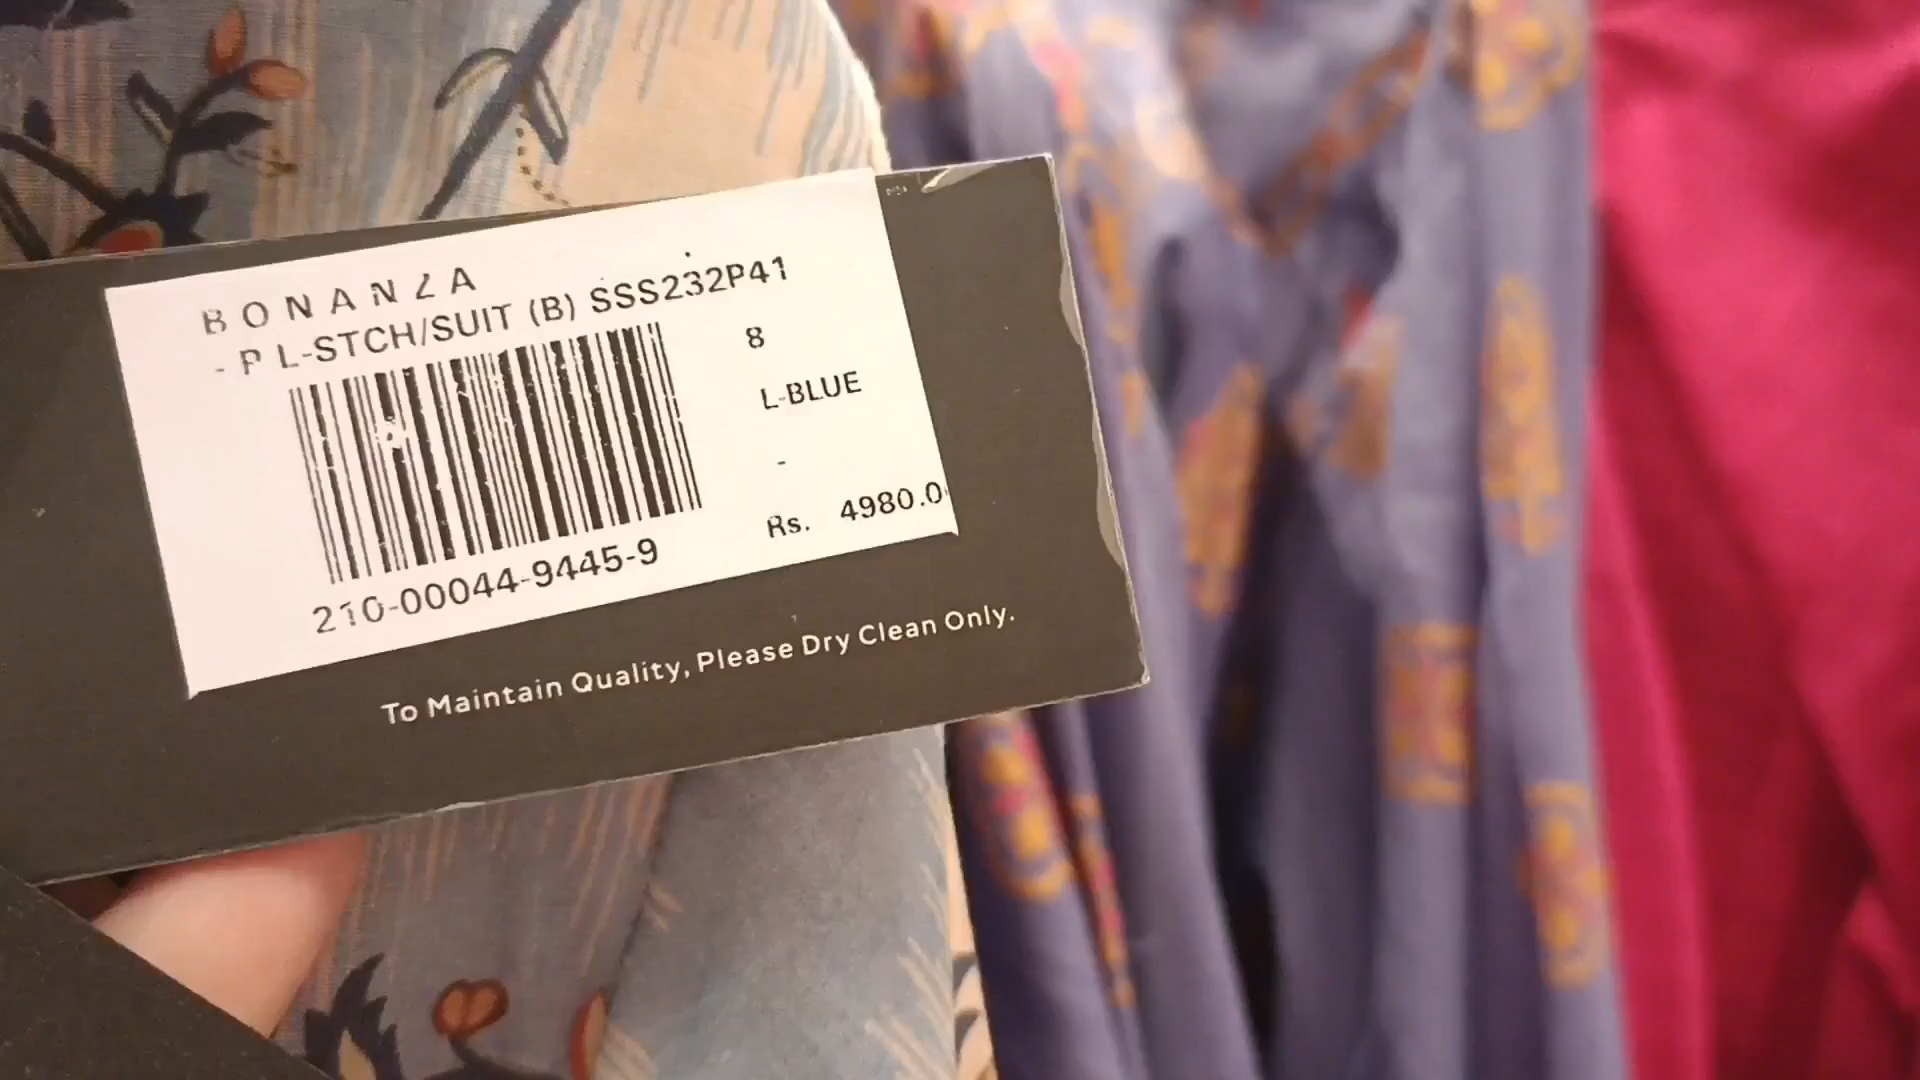 BONANZA
- P L-STCH/SUIT (B) SSS232P41
8
L-BLUE
-
Rs. 4980.0
210-00044-9445-9
To Maintain Quality, Please Dry Clean Only.